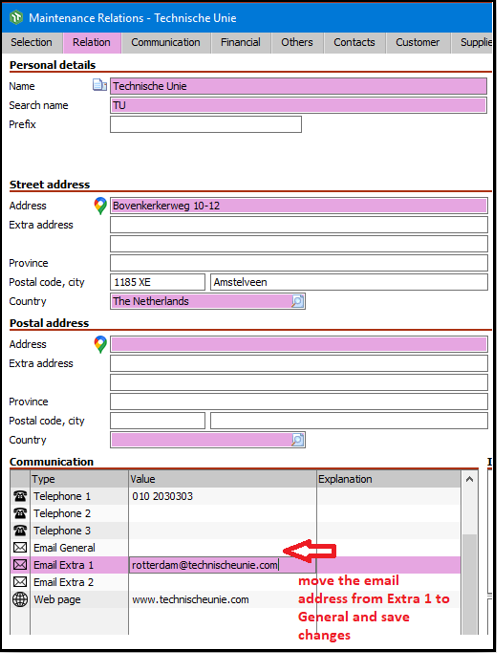 Maintenance Relations - Technische Unie
Selection Relation Communication Financial Others Contacts Customer Supplie
Personal details
Name Technische Unie
Search name TU
Prefix
Street address
Address Bovenkerkerweg 10-12
Extra address
Province
Postal code, city 1185 XE Amstelveen
Country The Netherlands
Postal address
Address
Extra address
Province
Postal code, city
Country
Communication
Type Value Explanation
Telephone 1 010 2030303
Telephone 2
Telephone 3
Email General
Email Extra 1 rotterdam@technischeunie.com
Email Extra 2
Web page www.technischeunie.com
move the email
address from Extra 1 to
General and save
changes